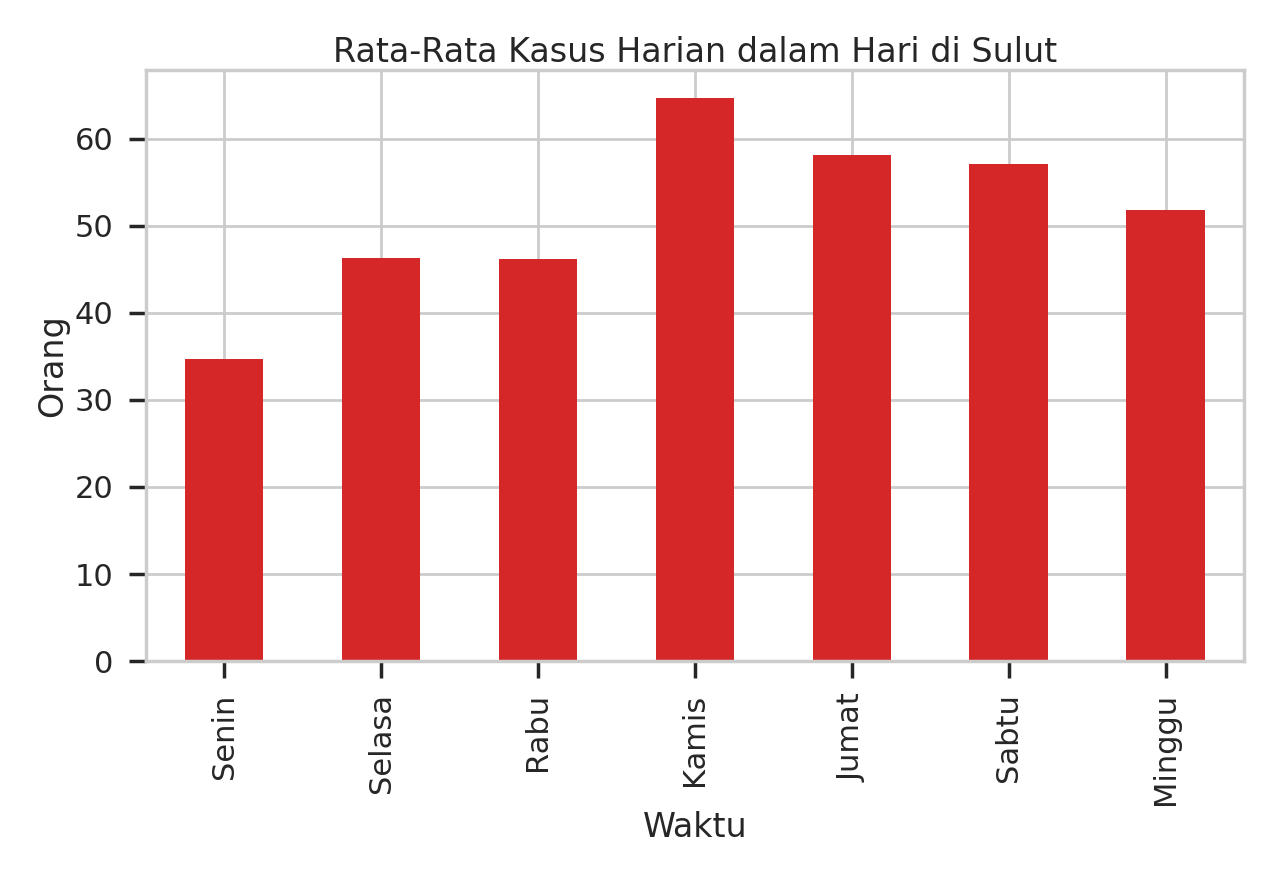 Rata-Rata Kasus Harian dalam Hari di Sulut
60
50
40
30
20
10
0
Orang
Senin
Selasa
Rabu
Kamis
Jumat
Sabtu
Minggu
Waktu